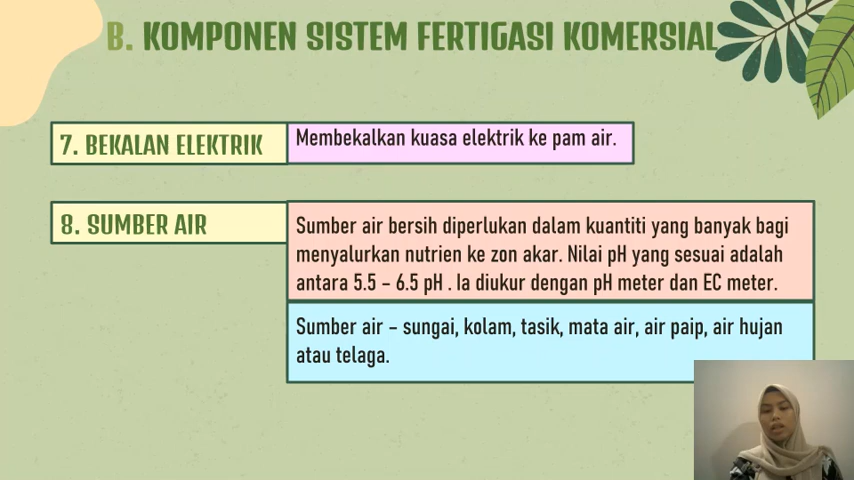 B. KOMPONEN SISTEM FERTIGASI KOMERSIAL
7. BEKALAN ELEKTRIK
Membekalkan kuasa elektrik ke pam air.
8. SUMBER AIR
Sumber air bersih diperlukan dalam kuantiti yang banyak bagi
menyalurkan nutrien ke zon akar. Nilai pH yang sesuai adalah
antara 5.5 – 6.5 pH . Ia diukur dengan pH meter dan EC meter.
Sumber air – sungai, kolam, tasik, mata air, air paip, air hujan
atau telaga.